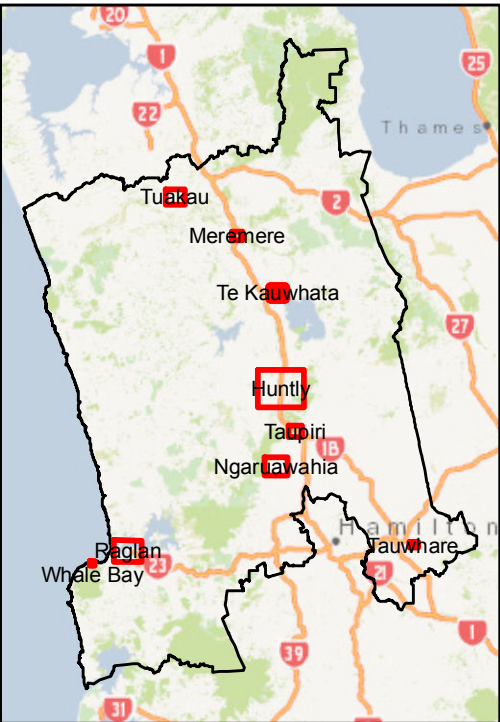 20
1
25
22
Thames
Tuakau
2
Meremere
Te Kauwhata
27
Huntly
Taupiri
1B
Ngaruawahia
Hamilton
Tauwhare
Raglan
23
Whale Bay
21
1
39
31